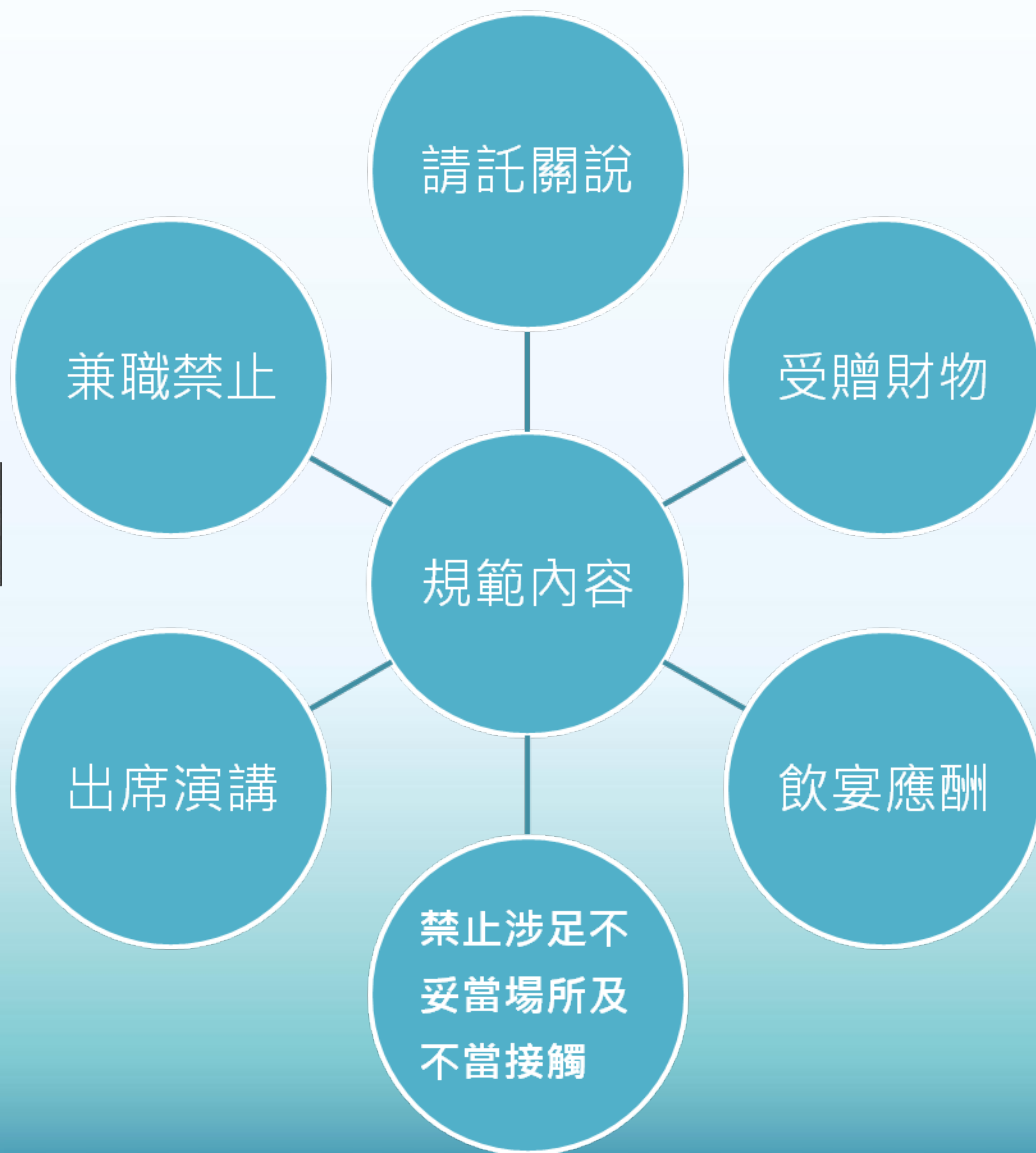 請託關說
兼職禁止
受贈財物
規範內容
出席演講
飲宴應酬
禁止涉足不
妥當場所及
不當接觸